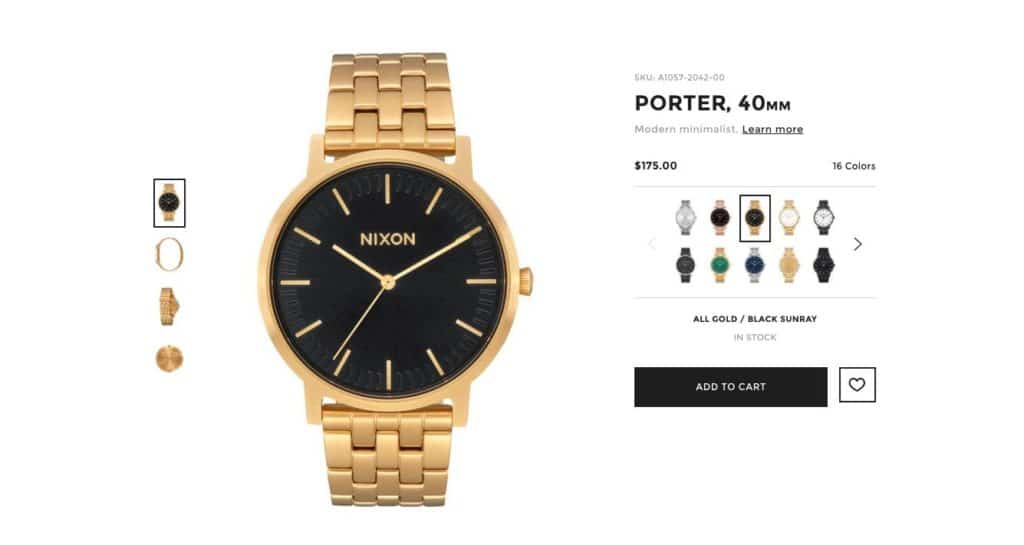 NIXON
SKU: A1057-2042-00
PORTER, 40MM
Modern minimalist. Learn more
$175.00 16 Colors
ALL GOLD / BLACK SUNRAY
IN STOCK
ADD TO CART